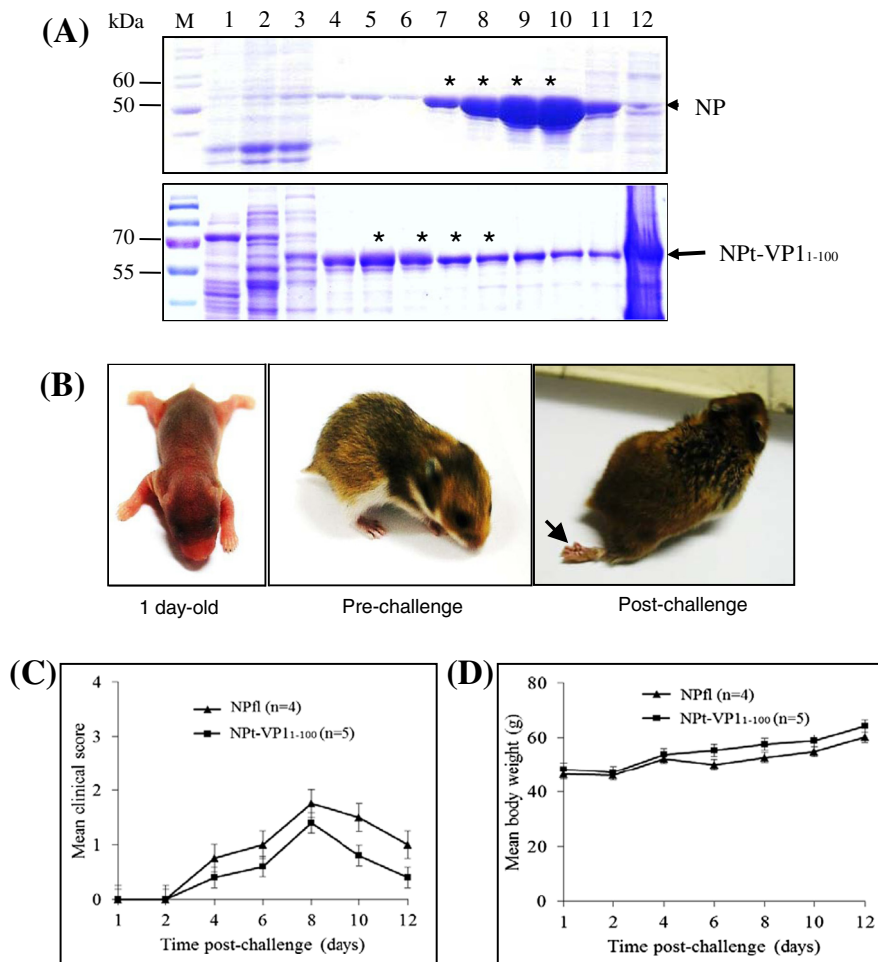 (A)
kDa M 1 2 3 4 5 6 7 8 9 10 11 12
60
50
* * * *
NP
70
55
* * * *
NPt-VP1₁₋₁₀₀
(B)
1 day-old Pre-challenge Post-challenge
(C)
4
3
2
1
0
Mean clinical score
NPfl (n=4)
NPt-VP1₁₋₁₀₀ (n=5)
1 2 4 6 8 10 12
Time post-challenge (days)
(D)
80
60
40
20
0
Mean body weight (g)
NPfl (n=4)
NPt-VP1₁₋₁₀₀ (n=5)
1 2 4 6 8 10 12
Time post-challenge (days)